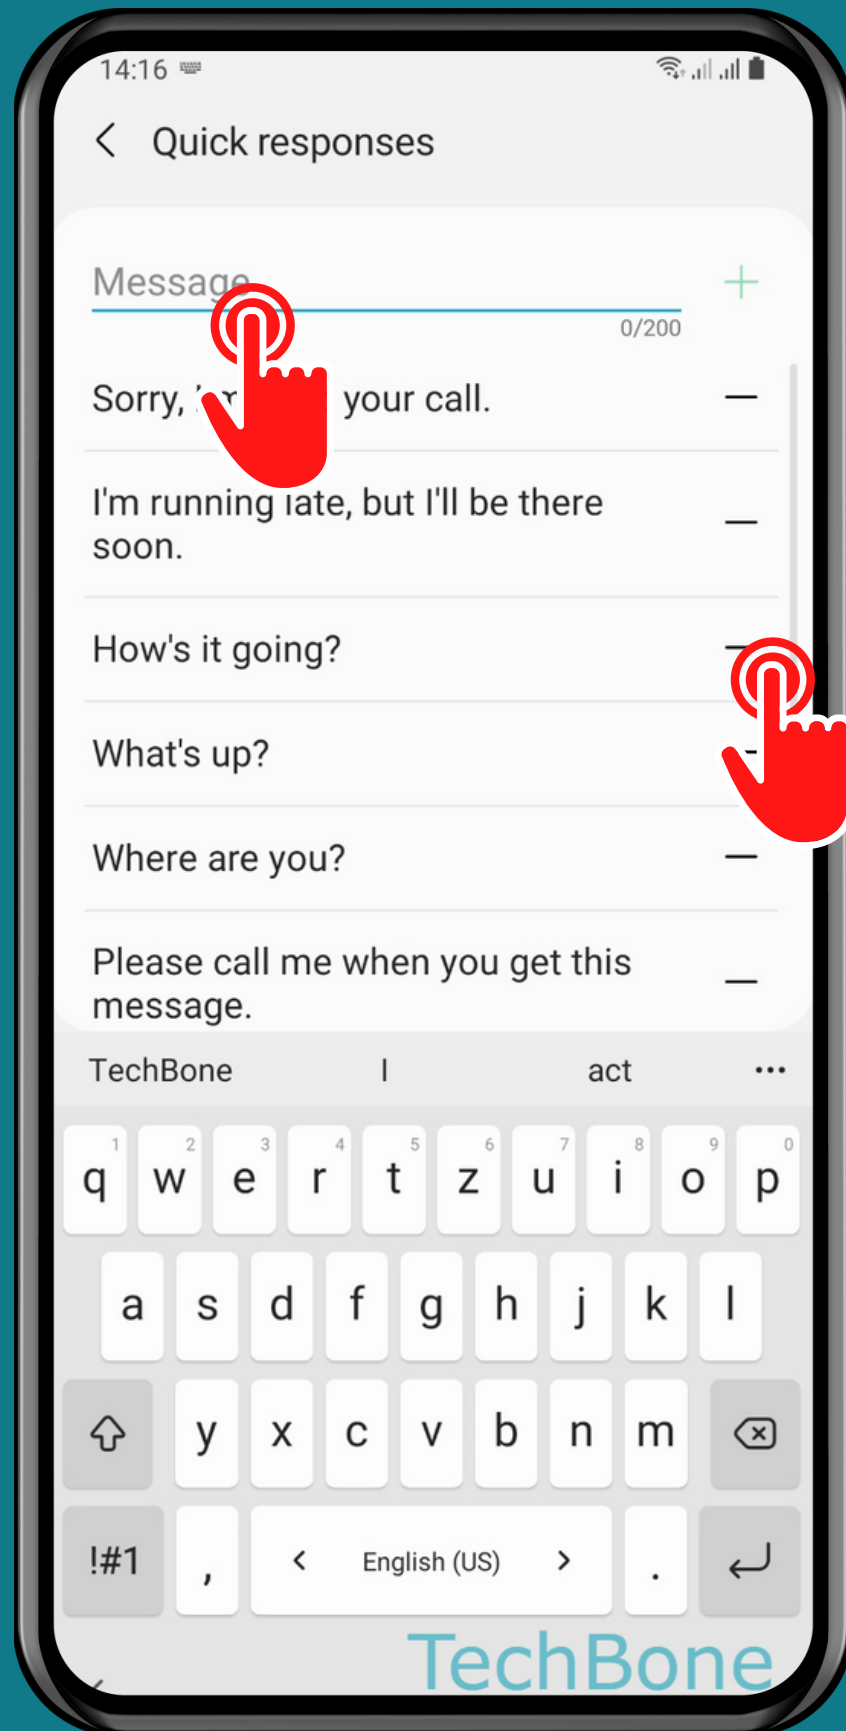 14:16
Quick responses
Message
0/200
Sorry, your call.
I'm running late, but I'll be there
soon.
How's it going?
What's up?
Where are you?
Please call me when you get this
message.
TechBone I act ...
1 2 3 4 5 6 7 8 9 0
q w e r t z u i o p
a s d f g h j k l
y x c v b n m
!#1 , < English (US) > .
TechBone